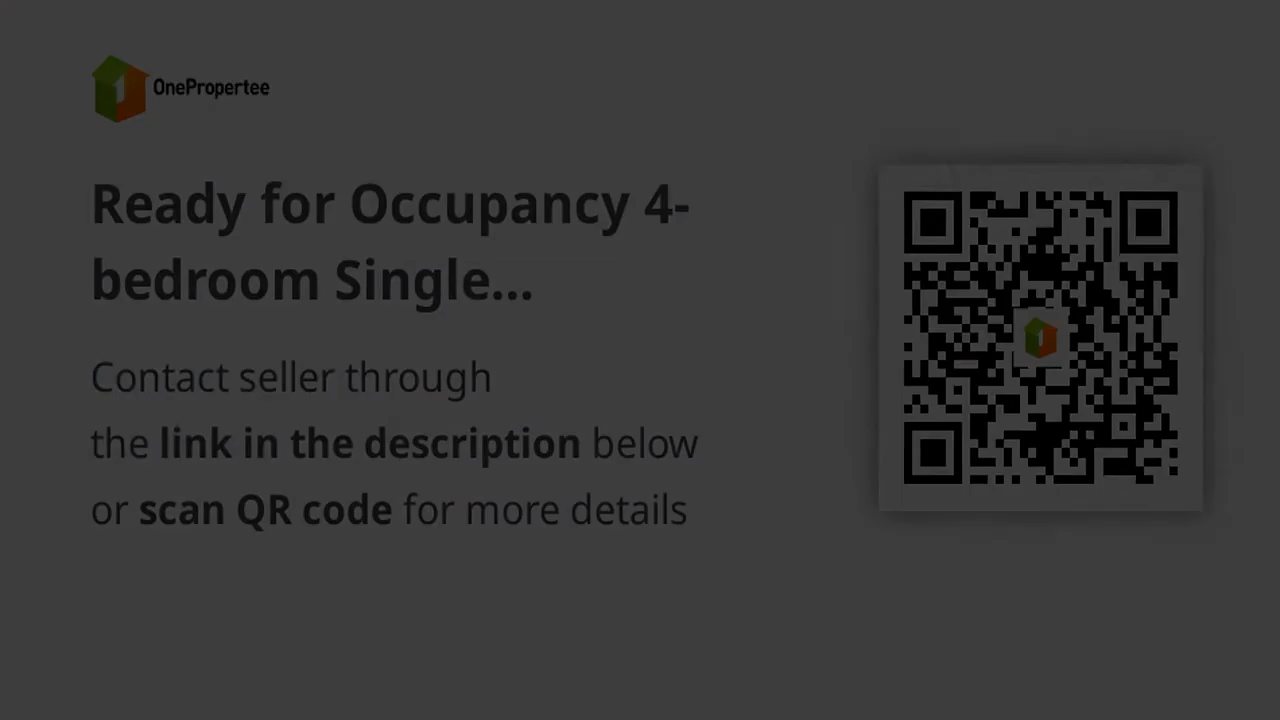 OnePropertee
Ready for Occupancy 4-
bedroom Single...
Contact seller through
the link in the description below
or scan QR code for more details